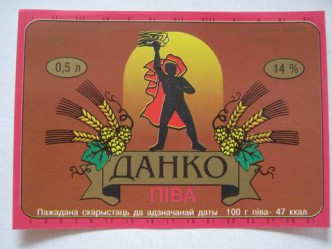 0,5 л
14 %
ДАНКО
ПІВА
Пажадана скарыстаць да адзначанай даты 100 г піва- 47 ккал